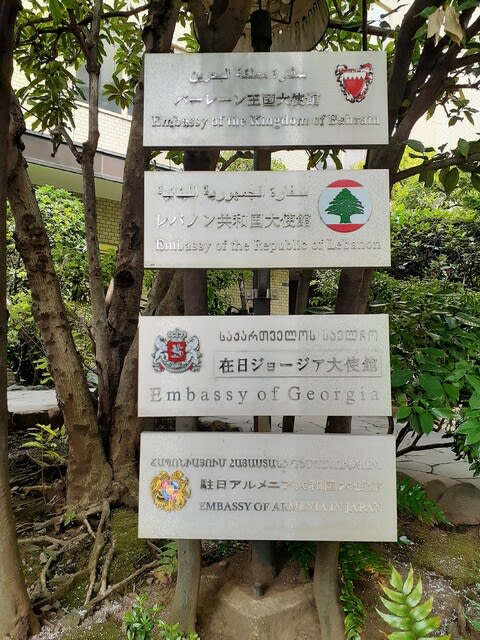 سفارة مملكة البحرين
バーレーン王国大使館
Embassy of the Kingdom of Bahrain
سفارة الجمهورية اللبنانية
レバノン共和国大使館
Embassy of the Republic of Lebanon
საქართველოს საელჩო
在日ジョージア大使館
Embassy of Georgia
ՃԱՊՈՆԻԱՅՈՒՄ ՀԱՅԱՍՏԱՆԻ
駐日アルメニア共和国大使館
EMBASSY OF ARMENIA IN JAPAN